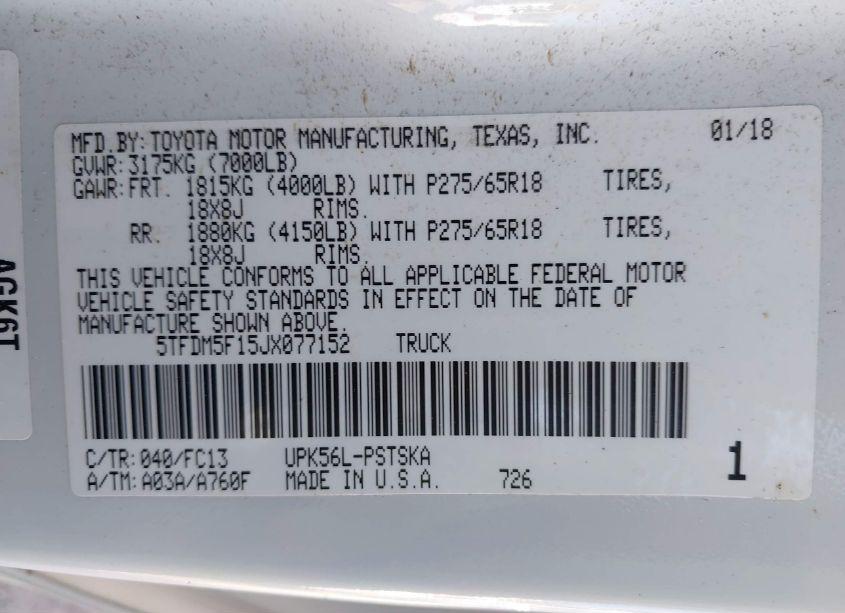 MFD.BY:TOYOTA MOTOR MANUFACTURING, TEXAS, INC. 01/18
GVWR:3175KG (7000LB)
GAWR:FRT. 1815KG (4000LB) WITH P275/65R18 TIRES,
18X8J RIMS.
RR. 1880KG (4150LB) WITH P275/65R18 TIRES,
18X8J RIMS.
THIS VEHICLE CONFORMS TO ALL APPLICABLE FEDERAL MOTOR
VEHICLE SAFETY STANDARDS IN EFFECT ON THE DATE OF
MANUFACTURE SHOWN ABOVE.
5TFDM5F15JX077152 TRUCK
C/TR:040/FC13 UPK56L-PSTSKA
A/TM:A03A/A760F MADE IN U.S.A. 726
1
AGK6T